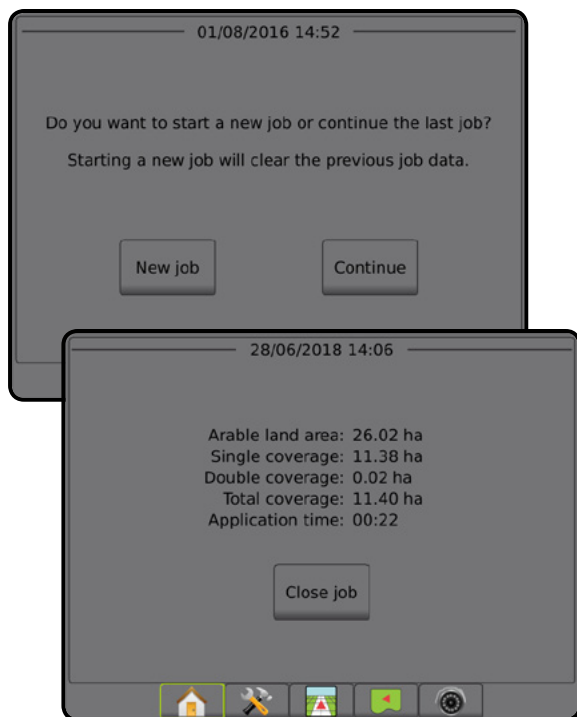 01/08/2016 14:52
Do you want to start a new job or continue the last job?
Starting a new job will clear the previous job data.
New job
Continue
28/06/2018 14:06
Arable land area: 26.02 ha
Single coverage: 11.38 ha
Double coverage: 0.02 ha
Total coverage: 11.40 ha
Application time: 00:22
Close job